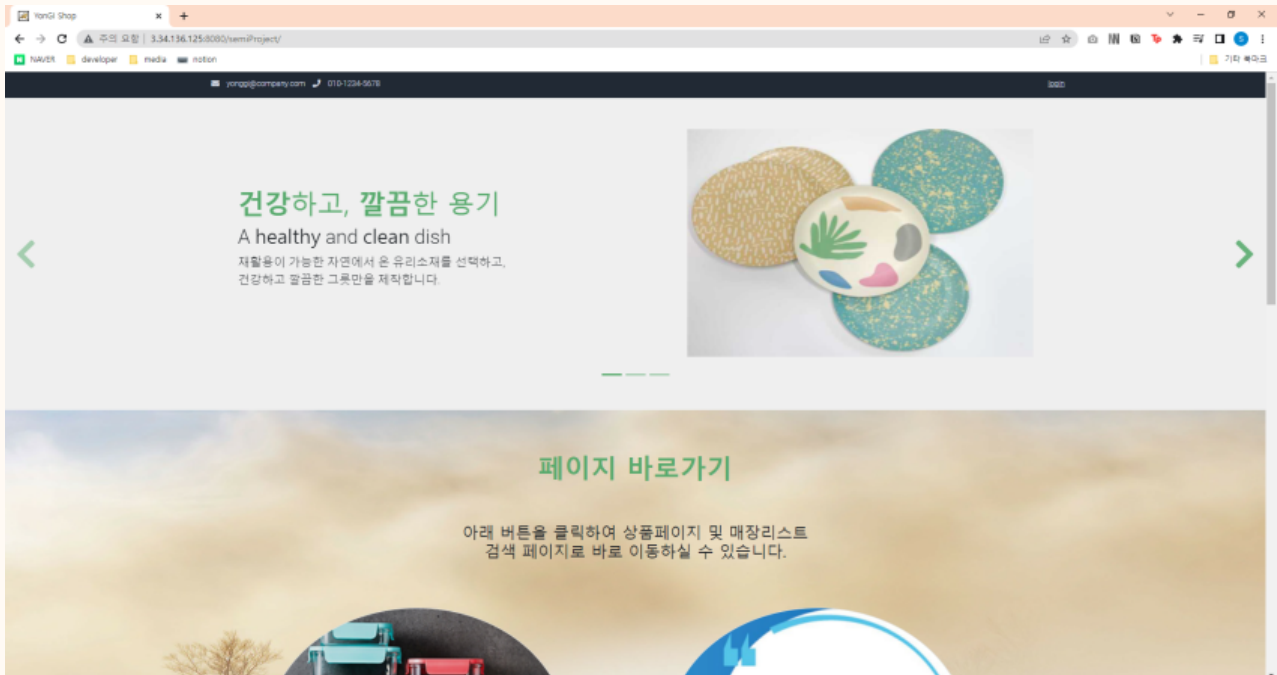 YonGi Shop
주의 요함 | 3.34.136.125:8080/semiProject/
NAVER developer media notion
기타 북마크
yonggi@company.com 010-1234-5678
login
건강하고, 깔끔한 용기
A healthy and clean dish
재활용이 가능한 자연에서 온 유리소재를 선택하고,
건강하고 깔끔한 그릇만을 제작합니다.
페이지 바로가기
아래 버튼을 클릭하여 상품페이지 및 매장리스트
검색 페이지로 바로 이동하실 수 있습니다.